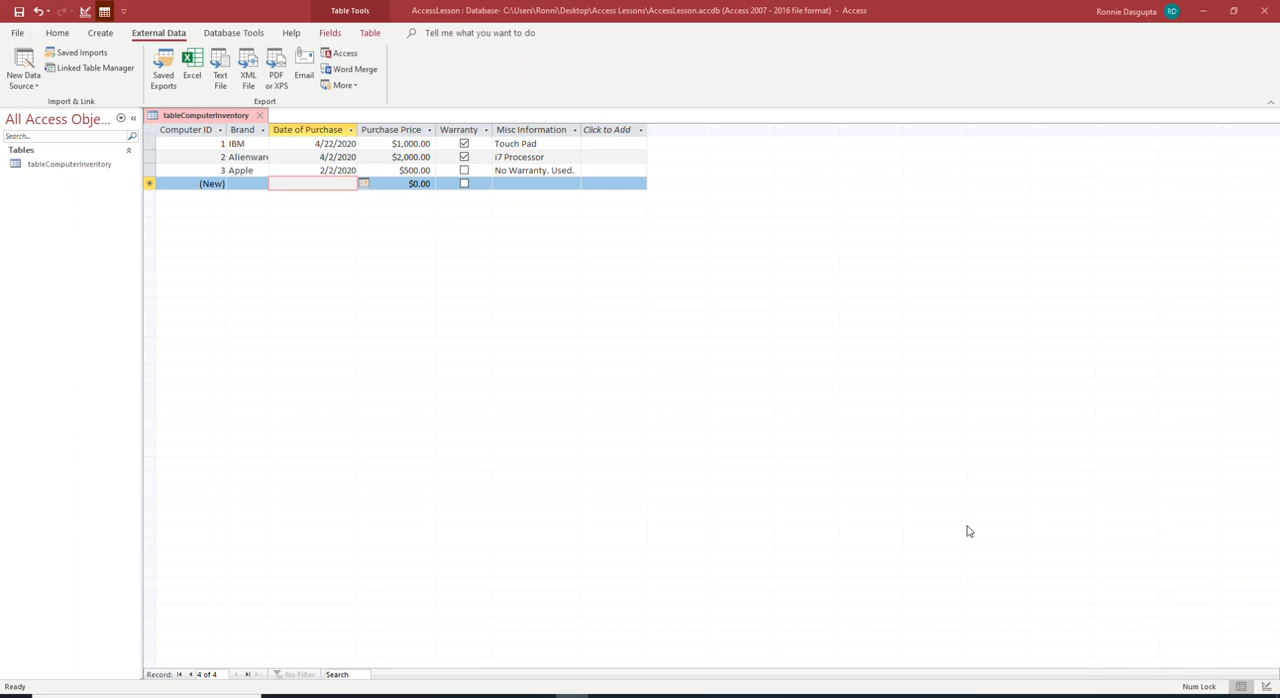 Table Tools
AccessLesson : Database- C:\Users\Ronni\Desktop\Access Lessons\AccessLesson.accdb (Access 2007 - 2016 file format) - Access
Ronnie Dasgupta RD
File Home Create External Data Database Tools Help Fields Table Tell me what you want to do
New Data Source
Saved Imports
Linked Table Manager
Import & Link
Saved Exports
Excel
Text File
XML File
PDF or XPS
Email
Access
Word Merge
More
Export
All Access Obje...
Search...
Tables
tableComputerInventory
tableComputerInventory
Computer ID Brand Date of Purchase Purchase Price Warranty Misc Information Click to Add
1 IBM 4/22/2020 $1,000.00 Touch Pad
2 Alienware 4/2/2020 $2,000.00 i7 Processor
3 Apple 2/2/2020 $500.00 No Warranty. Used.
(New) $0.00
Record: 4 of 4 No Filter Search
Ready
Num Lock